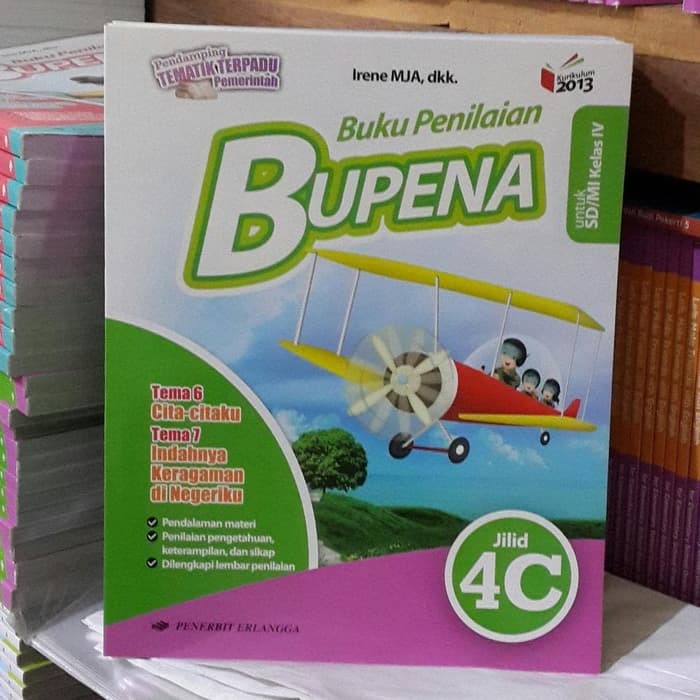 Pendamping
TEMATIK TERPADU
Pemerintah
Irene MJA, dkk.
Kurikulum
2013
Buku Penilaian
BUPENA
untuk
SD/MI Kelas IV
Tema 6
Cita-citaku
Tema 7
Indahnya
Keragaman
di Negeriku
Pendalaman materi
Penilaian pengetahuan,
keterampilan, dan sikap
Dilengkapi lembar penilaian
Jilid
4C
PENERBIT ERLANGGA
Buku Penilaian